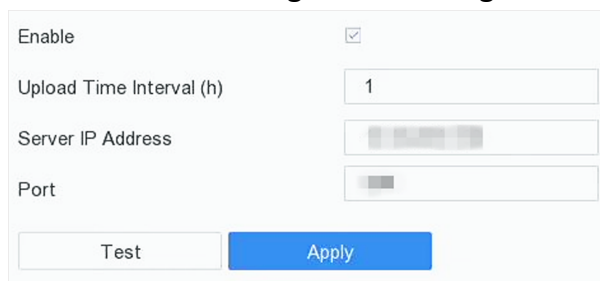 Enable
Upload Time Interval (h) 1
Server IP Address
Port
Test Apply